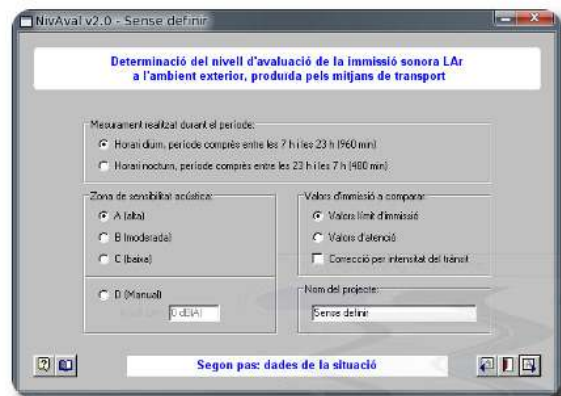 NivAval v2.0 - Sense definir
Determinació del nivell d'avaluació de la immissió sonora LAr
a l'ambient exterior, produïda pels mitjans de transport
Mesurament realitzat durant el període:
Horari diürn, període comprès entre les 7 h i les 23 h (960 min)
Horari nocturn, període comprès entre les 23 h i les 7 h (480 min)
Zona de sensibilitat acústica:
A (alta)
B (moderada)
C (baixa)
D (Manual)
0 dB(A)
Valors d'immissió a comparar:
Valors límit d'immissió
Valors d'atenció
Correcció per intensitat del trànsit
Nom del projecte:
Sense definir
Segon pas: dades de la situació